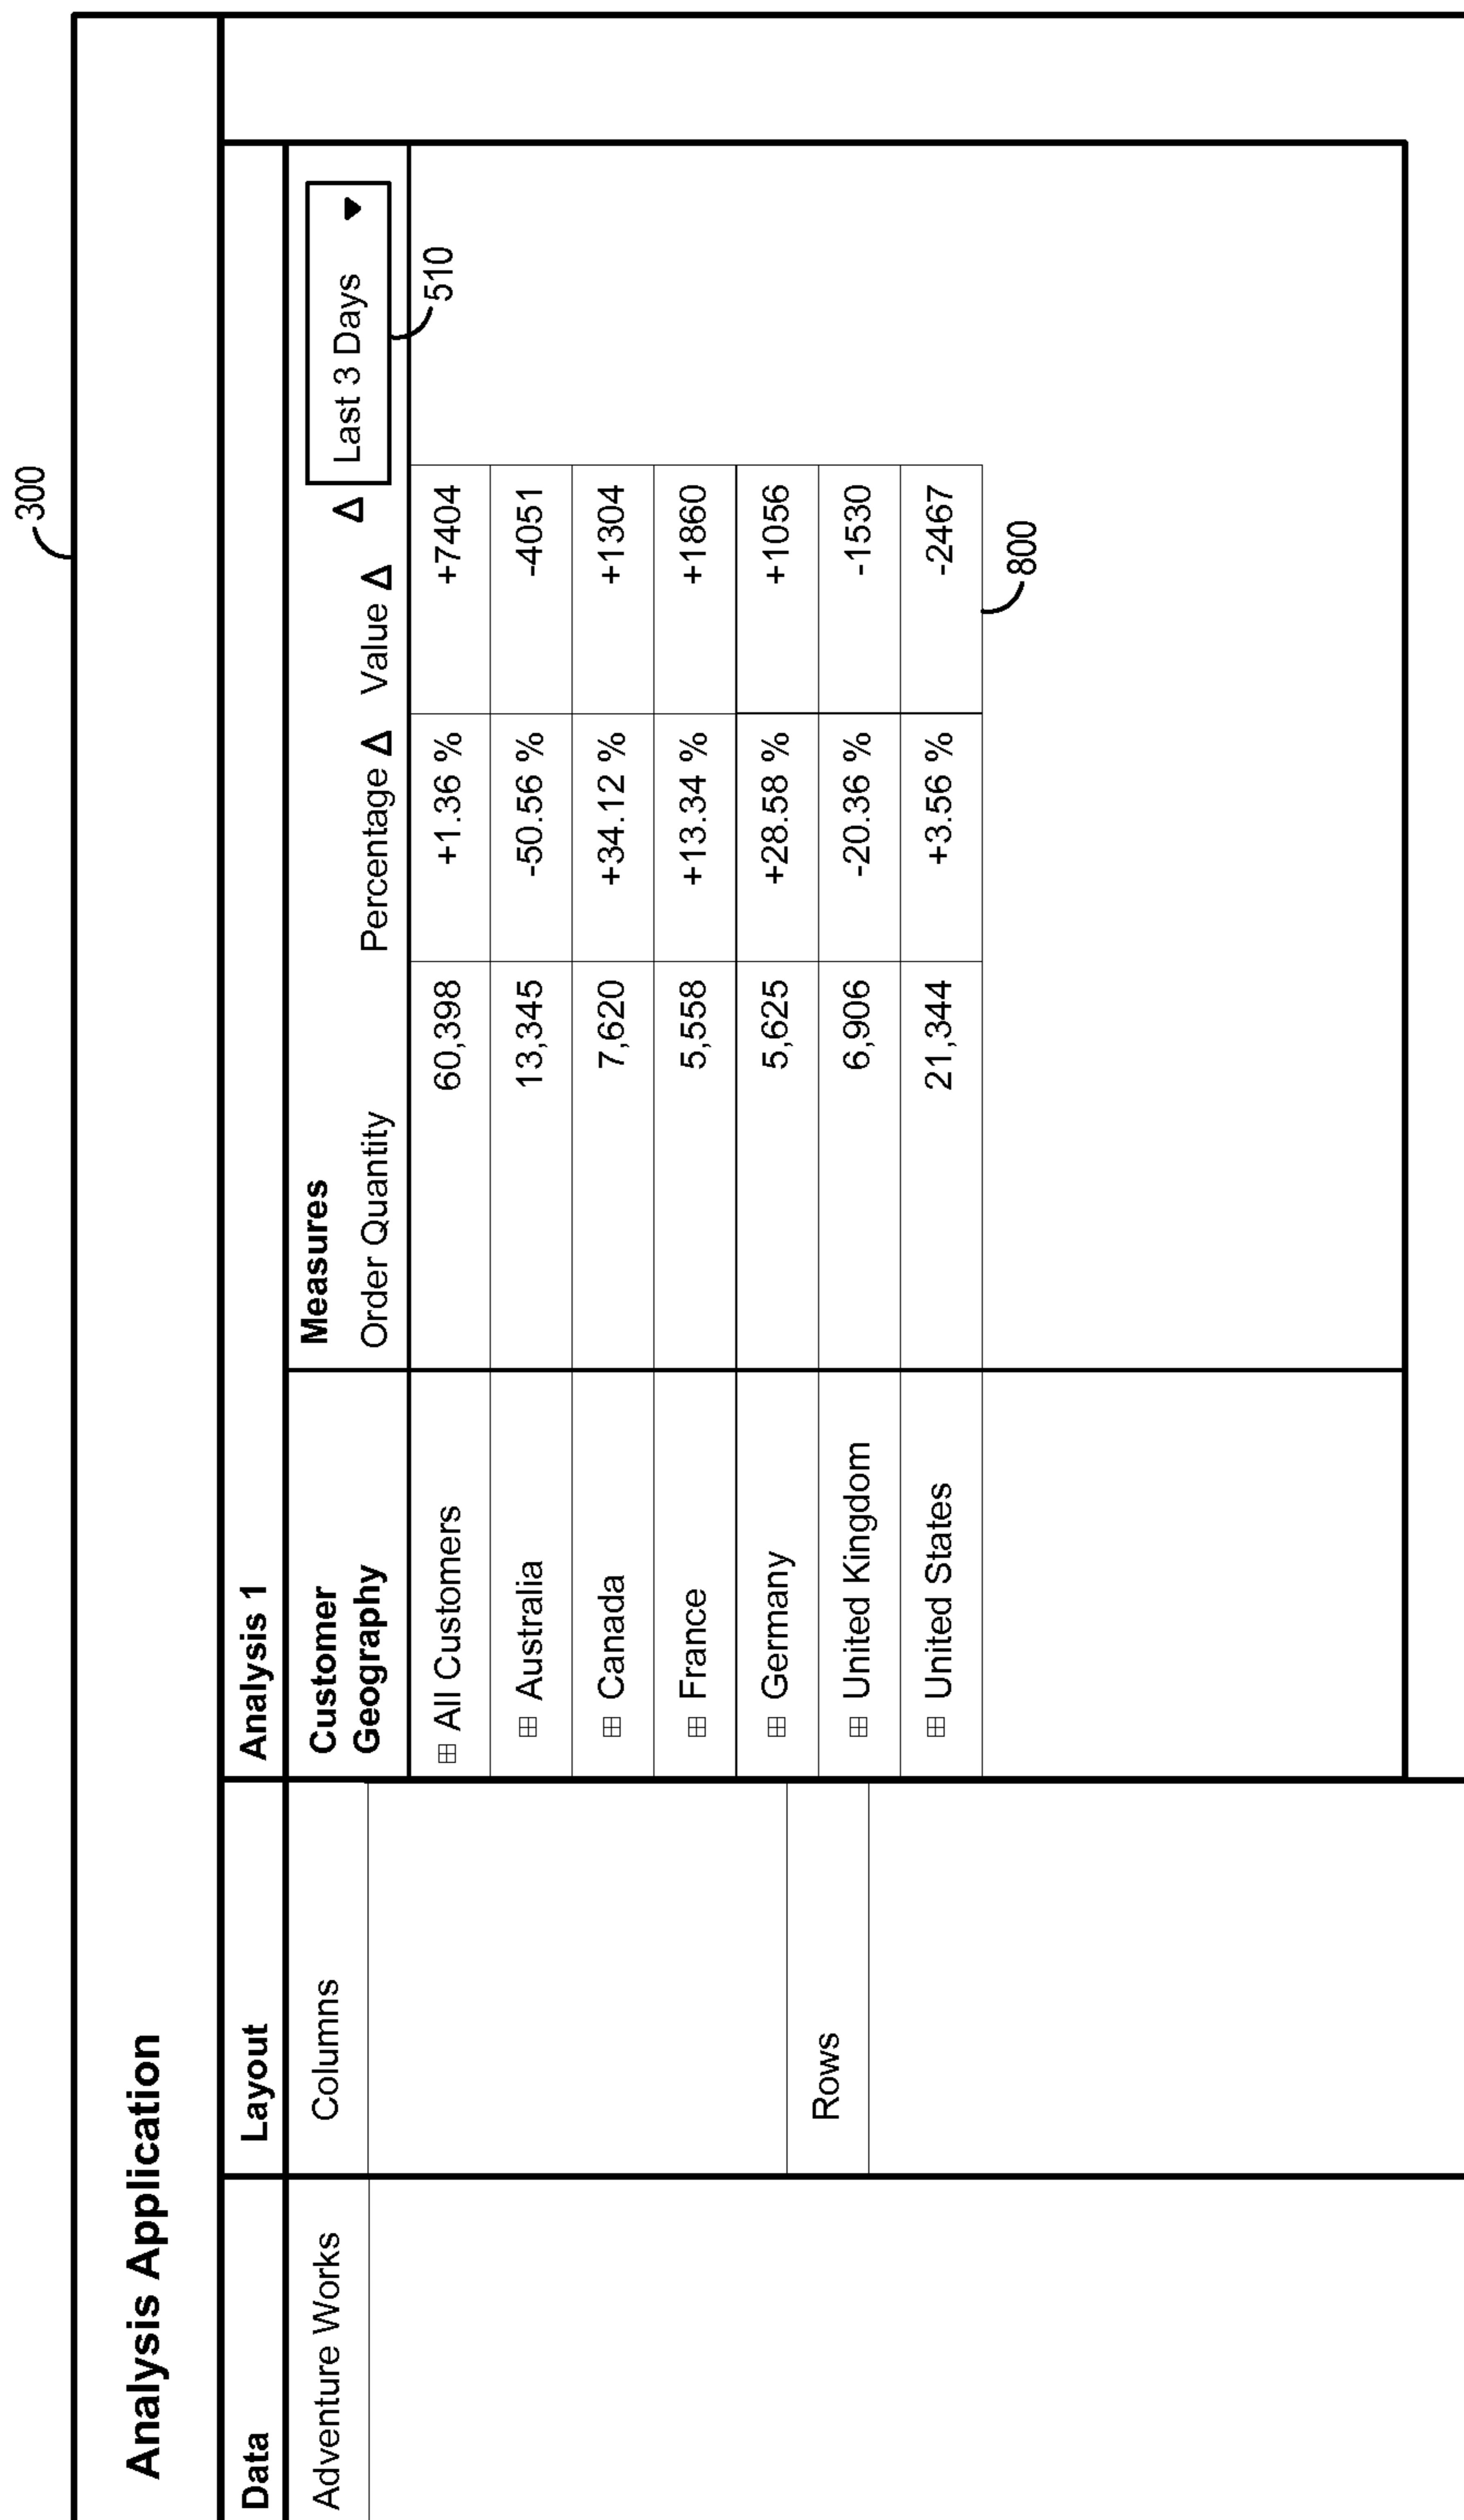 300
Analysis Application
Data
Layout
Analysis 1
Adventure Works
Columns
Rows
Customer
Geography
Measures
Δ Last 3 Days ▼
Order Quantity Percentage Δ Value Δ
510
⊞ All Customers 60,398 +1.36 % +7404
⊞ Australia 13,345 -50.56 % -4051
⊞ Canada 7,620 +34.12 % +1304
⊞ France 5,558 +13.34 % +1860
⊞ Germany 5,625 +28.58 % +1056
⊞ United Kingdom 6,906 -20.36 % -1530
⊞ United States 21,344 +3.56 % -2467
800